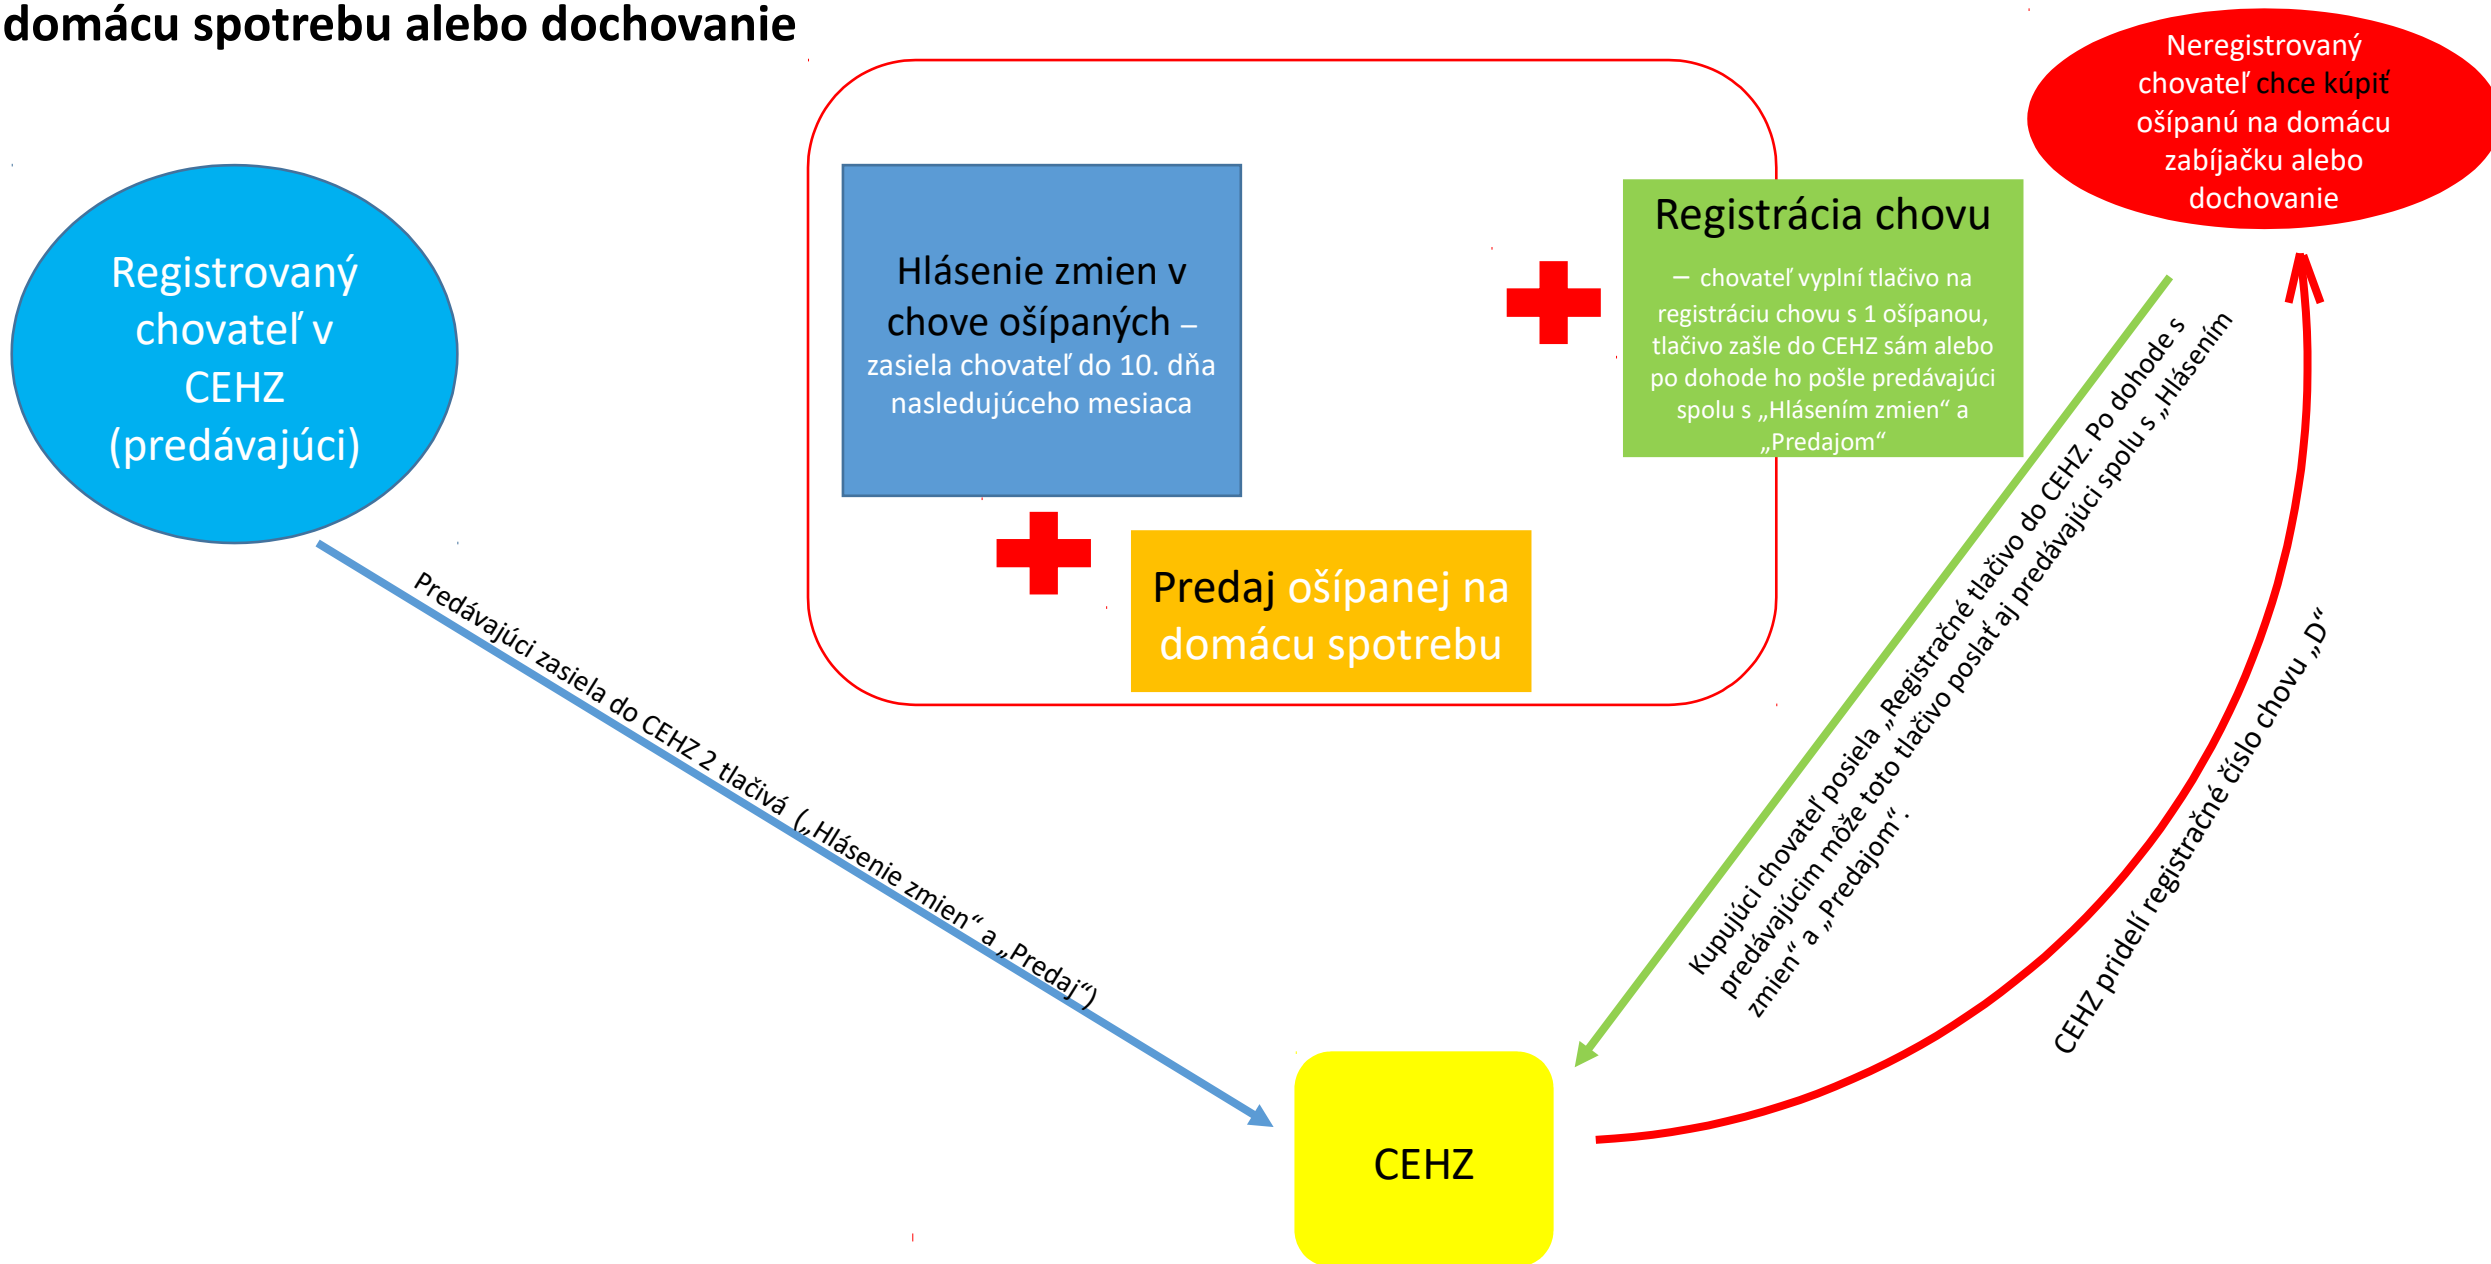 domácu spotrebu alebo dochovanie
Registrovaný
chovateľ v
CEHZ
(predávajúci)
Hlásenie zmien v
chove ošípaných –
zasiela chovateľ do 10. dňa
nasledujúceho mesiaca
Predaj ošípanej na
domácu spotrebu
Registrácia chovu
– chovateľ vyplní tlačivo na
registráciu chovu s 1 ošípanou,
tlačivo zašle do CEHZ sám alebo
po dohode ho pošle predávajúci
spolu s „Hlásením zmien“ a
„Predajom“
Neregistrovaný
chovateľ chce kúpiť
ošípanú na domácu
zabíjačku alebo
dochovanie
Predávajúci zasiela do CEHZ 2 tlačivá („Hlásenie zmien“ a „Predaj“)
Kupujúci chovateľ posiela „Registračné tlačivo do CEHZ. Po dohode s
predávajúcim môže toto tlačivo poslať aj predávajúci spolu s „Hlásením
zmien“ a „Predajom“.
CEHZ pridelí registračné číslo chovu „D“
CEHZ